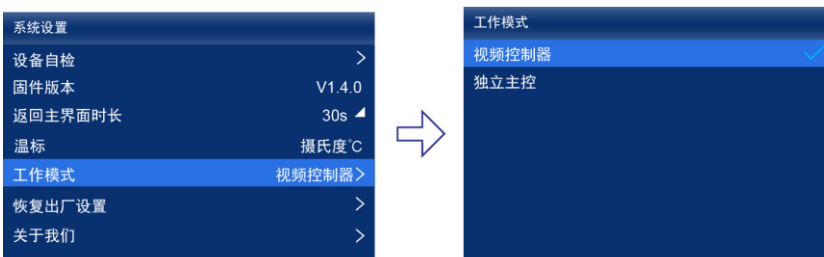 系统设置
设备自检
固件版本 V1.4.0
返回主界面时长 30s
温标 摄氏度℃
工作模式 视频控制器
恢复出厂设置
关于我们
工作模式
视频控制器
独立主控